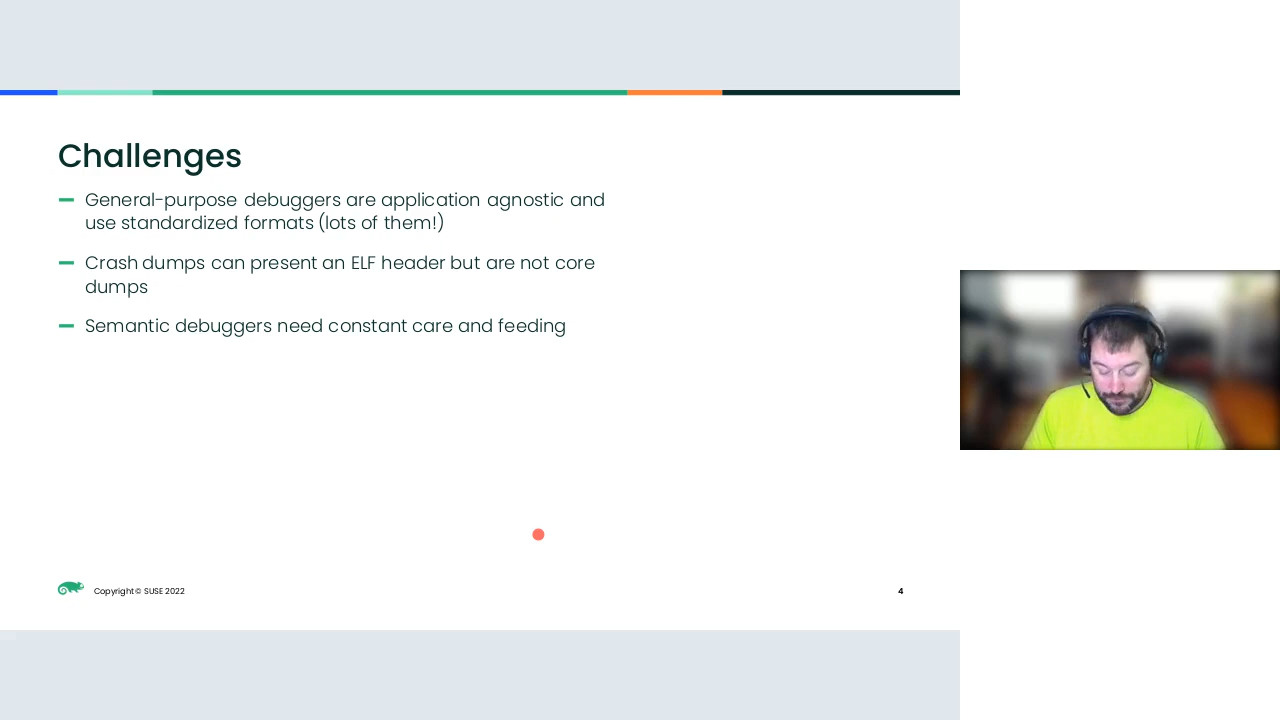 Challenges
General-purpose debuggers are application agnostic and
use standardized formats (lots of them!)
Crash dumps can present an ELF header but are not core
dumps
Semantic debuggers need constant care and feeding
Copyright © SUSE 2022
4